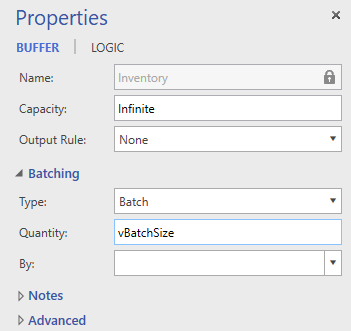 Properties
BUFFER | LOGIC
Name: Inventory
Capacity: Infinite
Output Rule: None
Batching
Type: Batch
Quantity: vBatchSize
By:
Notes
Advanced